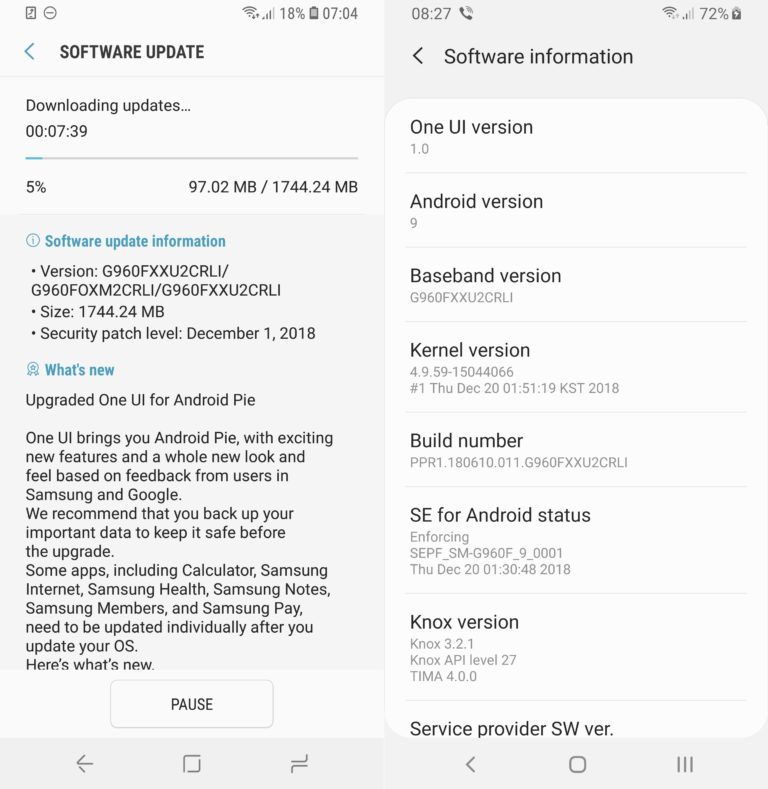 18% 07:04
SOFTWARE UPDATE
Downloading updates...
00:07:39
5% 97.02 MB / 1744.24 MB
Software update information
• Version: G960FXXU2CRLI/
G960FOXM2CRLI/G960FXXU2CRLI
• Size: 1744.24 MB
• Security patch level: December 1, 2018
What's new
Upgraded One UI for Android Pie
One UI brings you Android Pie, with exciting
new features and a whole new look and
feel based on feedback from users in
Samsung and Google.
We recommend that you back up your
important data to keep it safe before
the upgrade.
Some apps, including Calculator, Samsung
Internet, Samsung Health, Samsung Notes,
Samsung Members, and Samsung Pay,
need to be updated individually after you
update your OS.
Here's what's new.
PAUSE
08:27 72%
Software information
One UI version
1.0
Android version
9
Baseband version
G960FXXU2CRLI
Kernel version
4.9.59-15044066
#1 Thu Dec 20 01:51:19 KST 2018
Build number
PPR1.180610.011.G960FXXU2CRLI
SE for Android status
Enforcing
SEPF_SM-G960F_9_0001
Thu Dec 20 01:30:48 2018
Knox version
Knox 3.2.1
Knox API level 27
TIMA 4.0.0
Service provider SW ver.